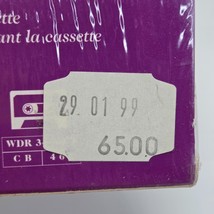 ette
ant la cassette
29 01 99
WDR 3
65.00
C B 4 6